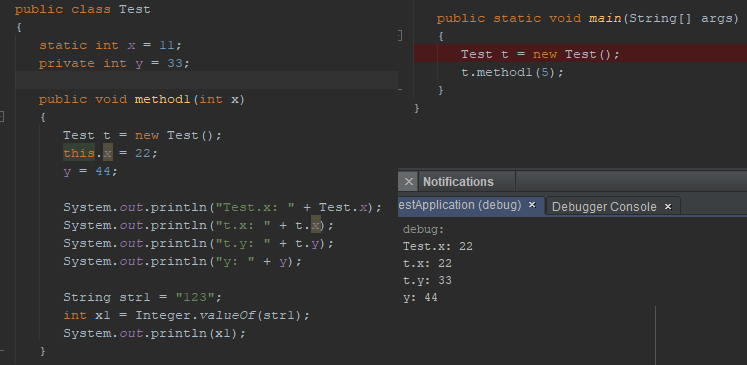 public class Test
{
static int x = 11;
private int y = 33;
public void method1(int x)
{
Test t = new Test();
this.x = 22;
y = 44;
System.out.println("Test.x: " + Test.x);
System.out.println("t.x: " + t.x);
System.out.println("t.y: " + t.y);
System.out.println("y: " + y);
String str1 = "123";
int x1 = Integer.valueOf(str1);
System.out.println(x1);
}
public static void main(String[] args)
{
Test t = new Test();
t.method1(5);
}
}
× Notifications
estApplication (debug) × Debugger Console ×
debug:
Test.x: 22
t.x: 22
t.y: 33
y: 44